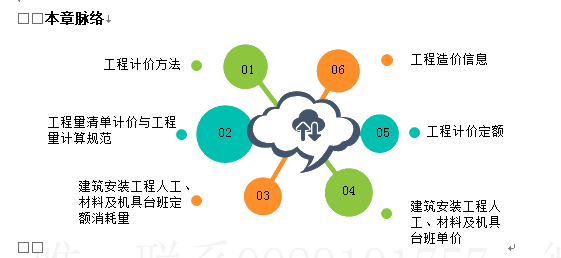 本章脉络
01
工程计价方法
02
工程量清单计价与工程
量计算规范
03
建筑安装工程人工、
材料及机具台班定
额消耗量
04
建筑安装工程人
工、材料及机具
台班单价
05
工程计价定额
06
工程造价信息